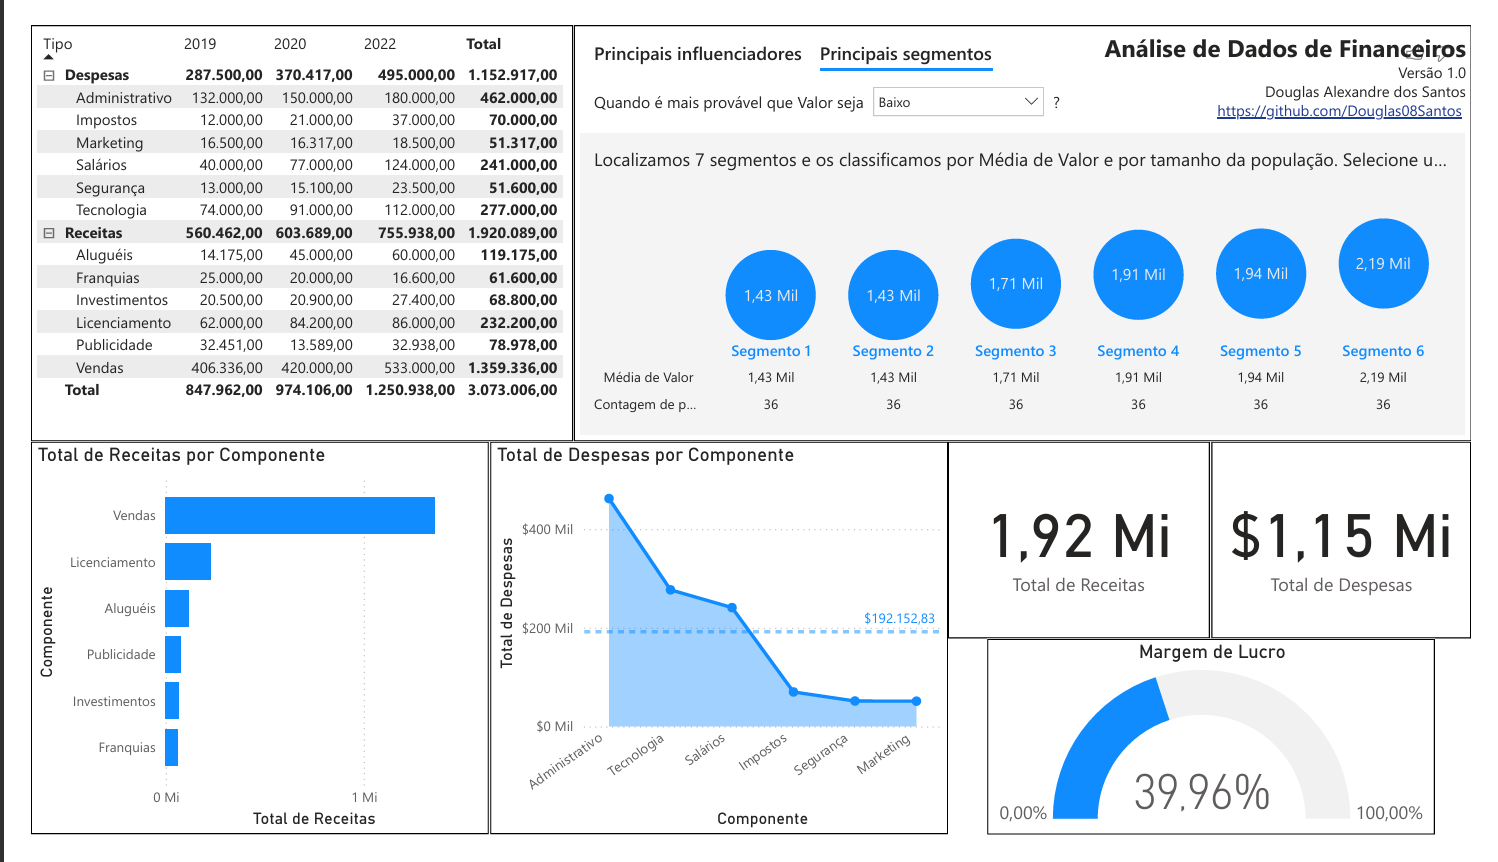 Tipo 2019 2020 2022 Total
Despesas 287.500,00 370.417,00 495.000,00 1.152.917,00
Administrativo 132.000,00 150.000,00 180.000,00 462.000,00
Impostos 12.000,00 21.000,00 37.000,00 70.000,00
Marketing 16.500,00 16.317,00 18.500,00 51.317,00
Salários 40.000,00 77.000,00 124.000,00 241.000,00
Segurança 13.000,00 15.100,00 23.500,00 51.600,00
Tecnologia 74.000,00 91.000,00 112.000,00 277.000,00
Receitas 560.462,00 603.689,00 755.938,00 1.920.089,00
Aluguéis 14.175,00 45.000,00 60.000,00 119.175,00
Franquias 25.000,00 20.000,00 16.600,00 61.600,00
Investimentos 20.500,00 20.900,00 27.400,00 68.800,00
Licenciamento 62.000,00 84.200,00 86.000,00 232.200,00
Publicidade 32.451,00 13.589,00 32.938,00 78.978,00
Vendas 406.336,00 420.000,00 533.000,00 1.359.336,00
Total 847.962,00 974.106,00 1.250.938,00 3.073.006,00
Principais influenciadores Principais segmentos
Análise de Dados de Financeiros
Versão 1.0
Douglas Alexandre dos Santos
https://github.com/Douglas08Santos
Quando é mais provável que Valor seja Baixo ?
Localizamos 7 segmentos e os classificamos por Média de Valor e por tamanho da população. Selecione u...
1,43 Mil 1,43 Mil 1,71 Mil 1,91 Mil 1,94 Mil 2,19 Mil
Segmento 1 Segmento 2 Segmento 3 Segmento 4 Segmento 5 Segmento 6
Média de Valor 1,43 Mil 1,43 Mil 1,71 Mil 1,91 Mil 1,94 Mil 2,19 Mil
Contagem de p... 36 36 36 36 36 36
Total de Receitas por Componente
Componente
Vendas
Licenciamento
Aluguéis
Publicidade
Investimentos
Franquias
0 Mi 1 Mi
Total de Receitas
Total de Despesas por Componente
Total de Despesas
$400 Mil
$200 Mil
$0 Mil
$192.152,83
Administrativo Tecnologia Salários Impostos Segurança Marketing
Componente
1,92 Mi
Total de Receitas
$1,15 Mi
Total de Despesas
Margem de Lucro
39,96%
0,00% 100,00%